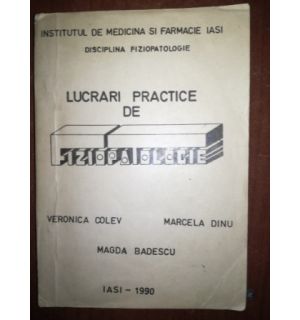 INSTITUTUL DE MEDICINA SI FARMACIE IASI
DISCIPLINA FIZIOPATOLOGIE
LUCRARI PRACTICE
DE
FIZIOPATOLOGIE
VERONICA COLEV MARCELA DINU
MAGDA BADESCU
IASI - 1990